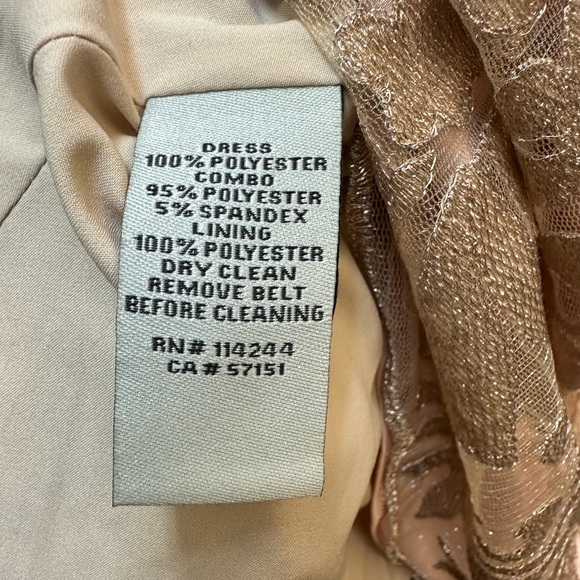 DRESS
100% POLYESTER
COMBO
95% POLYESTER
5% SPANDEX
LINING
100% POLYESTER
DRY CLEAN
REMOVE BELT
BEFORE CLEANING
RN# 114244
CA# 57151